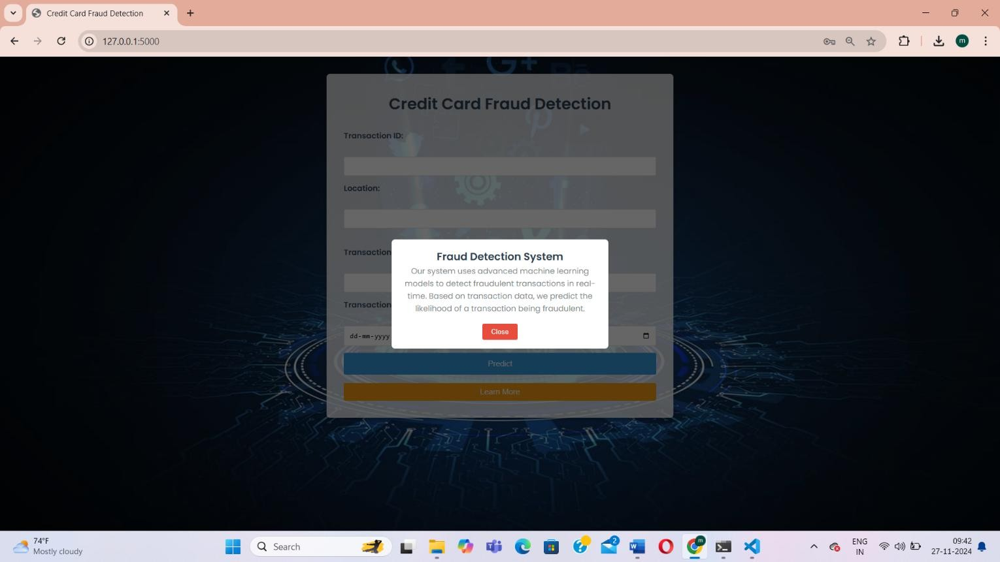 Credit Card Fraud Detection
127.0.0.1:5000
m
G+
Bē
Credit Card Fraud Detection
Transaction ID:
Location:
Transaction
Transaction
dd-mm-yyyy
Fraud Detection System
Our system uses advanced machine learning
models to detect fraudulent transactions in real-
time. Based on transaction data, we predict the
likelihood of a transaction being fraudulent.
Close
Predict
Learn More
74°F
Mostly cloudy
Search
2
m
ENG
IN
09:42
27-11-2024